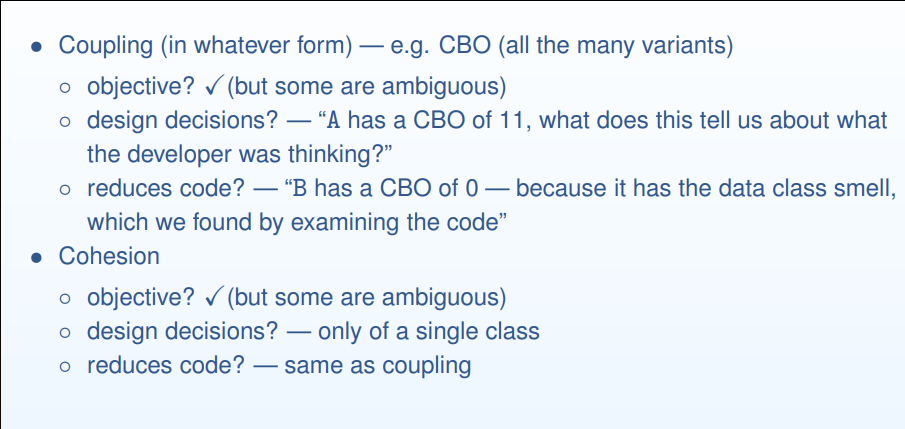 • Coupling (in whatever form) — e.g. CBO (all the many variants)
○ objective? ✓(but some are ambiguous)
○ design decisions? — “A has a CBO of 11, what does this tell us about what
the developer was thinking?”
○ reduces code? — “B has a CBO of 0 — because it has the data class smell,
which we found by examining the code”
• Cohesion
○ objective? ✓(but some are ambiguous)
○ design decisions? — only of a single class
○ reduces code? — same as coupling